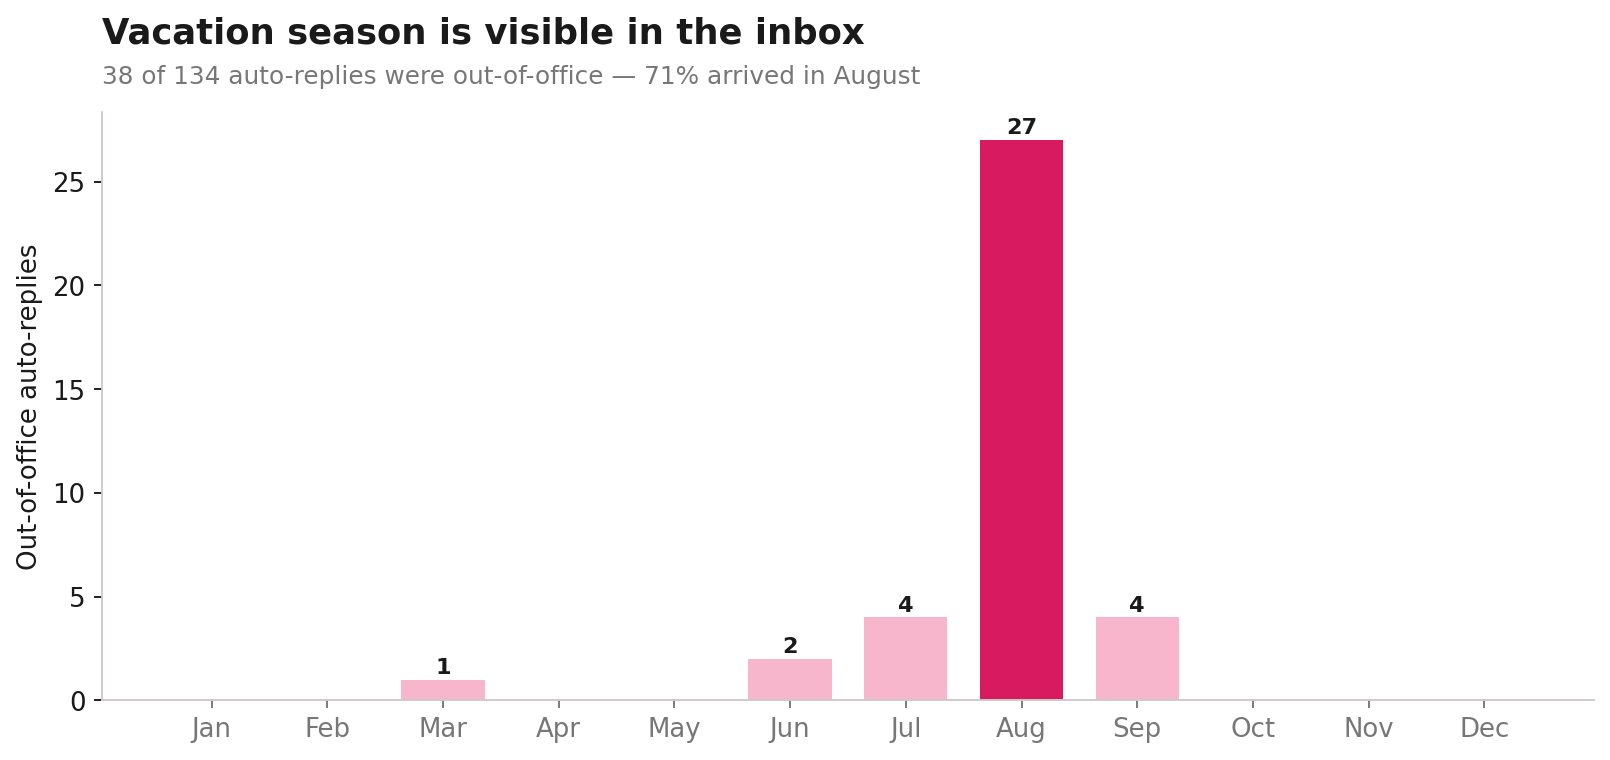 Vacation season is visible in the inbox
38 of 134 auto-replies were out-of-office — 71% arrived in August
Out-of-office auto-replies
25
20
15
10
5
0
1
2
4
27
4
Jan Feb Mar Apr May Jun Jul Aug Sep Oct Nov Dec